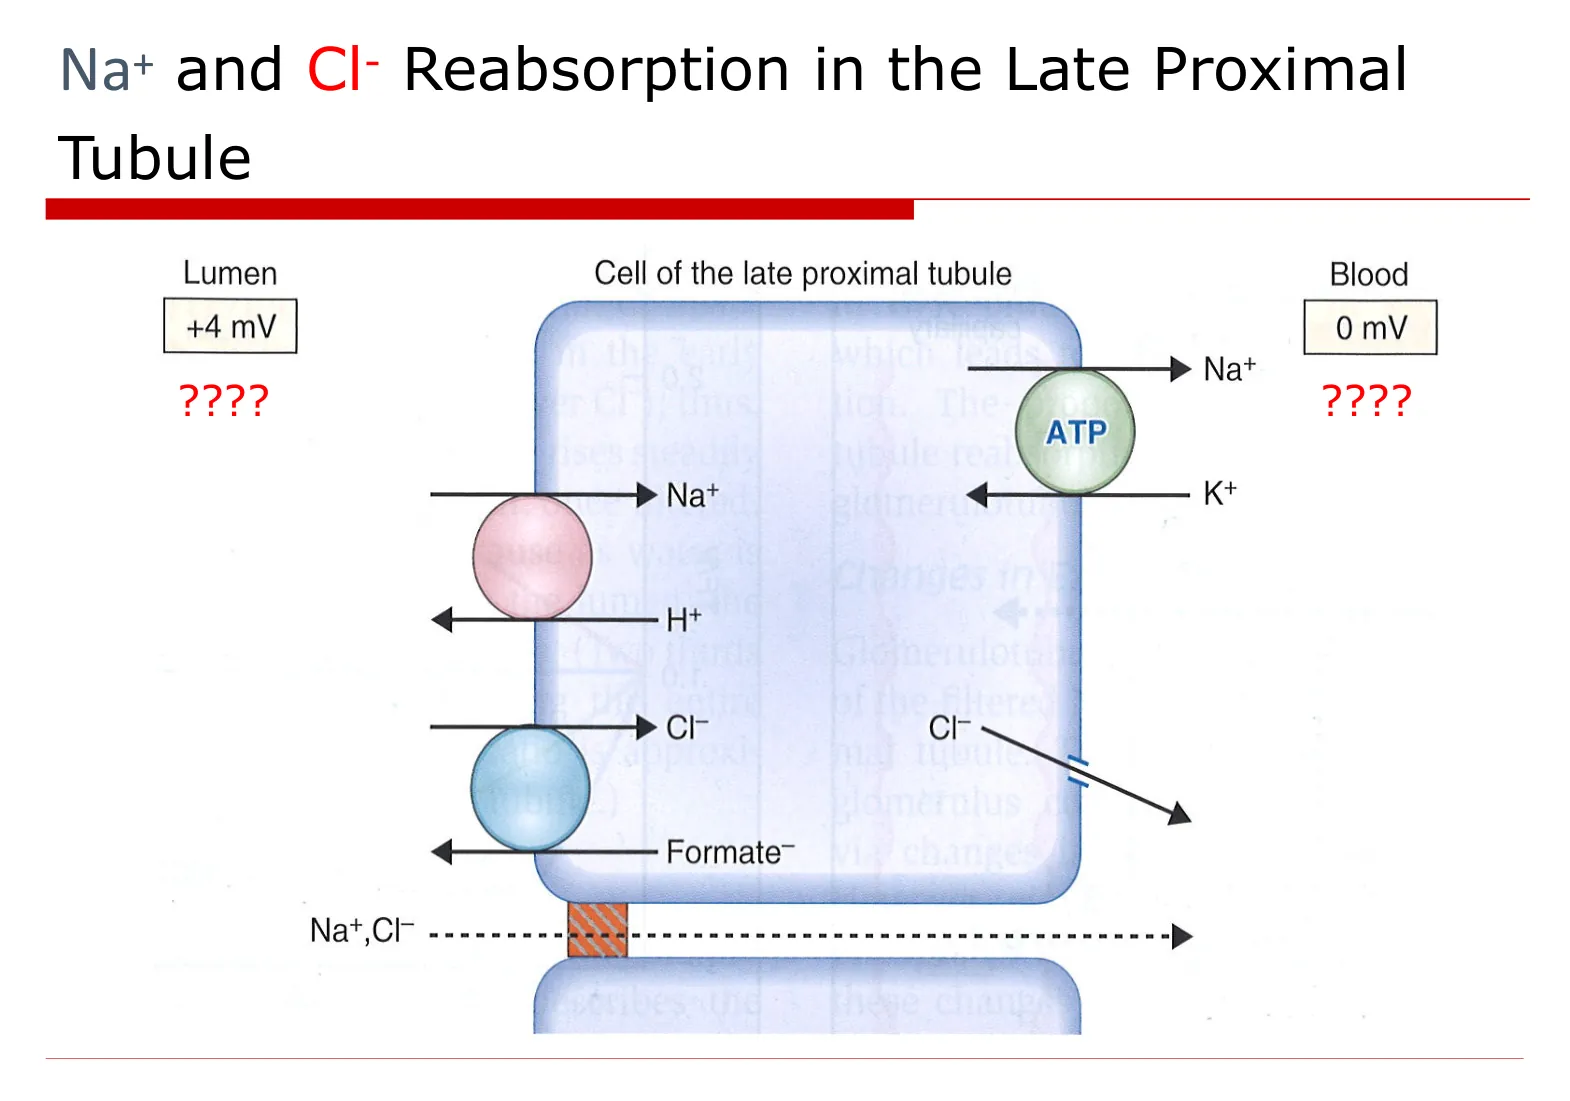 Na⁺ and Cl⁻ Reabsorption in the Late Proximal
Tubule
Lumen
+4 mV
????
Cell of the late proximal tubule
Blood
0 mV
????
Na⁺
ATP
K⁺
Na⁺
H⁺
Cl⁻
Formate⁻
Cl⁻
Na⁺,Cl⁻